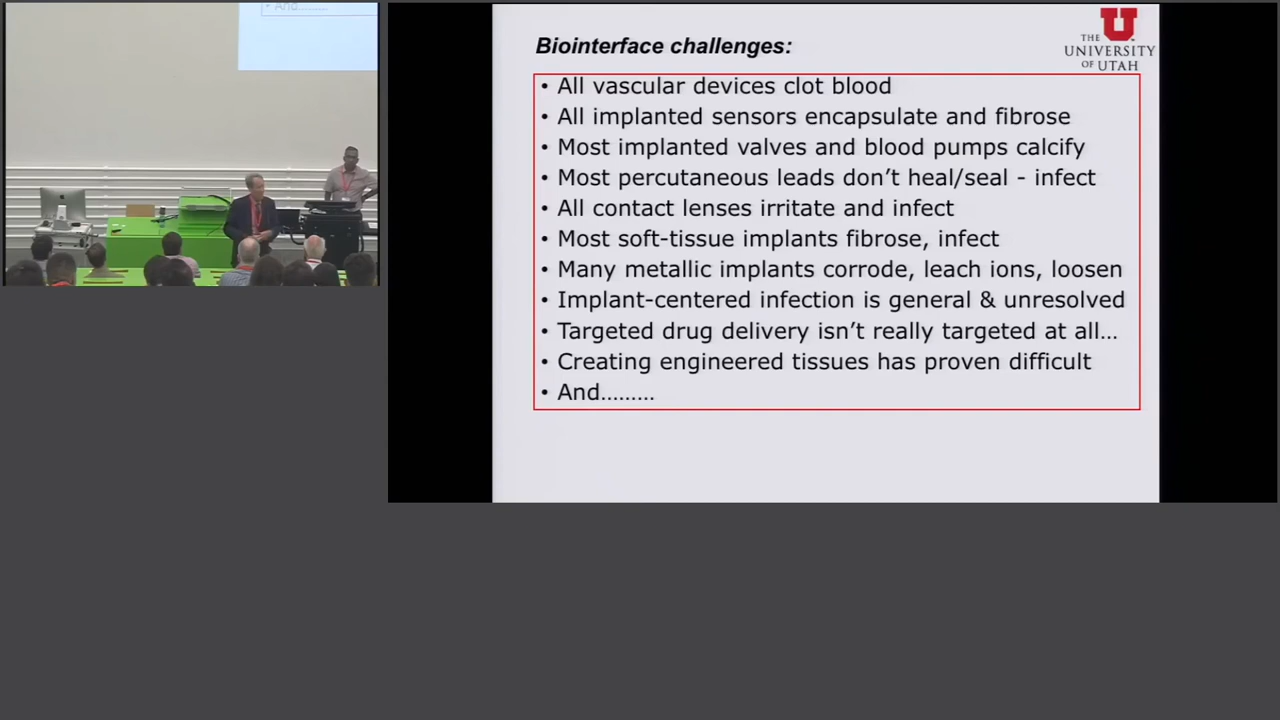 And.........
Biointerface challenges:
THE
UNIVERSITY
OF UTAH
• All vascular devices clot blood
• All implanted sensors encapsulate and fibrose
• Most implanted valves and blood pumps calcify
• Most percutaneous leads don’t heal/seal - infect
• All contact lenses irritate and infect
• Most soft-tissue implants fibrose, infect
• Many metallic implants corrode, leach ions, loosen
• Implant-centered infection is general & unresolved
• Targeted drug delivery isn’t really targeted at all…
• Creating engineered tissues has proven difficult
• And………